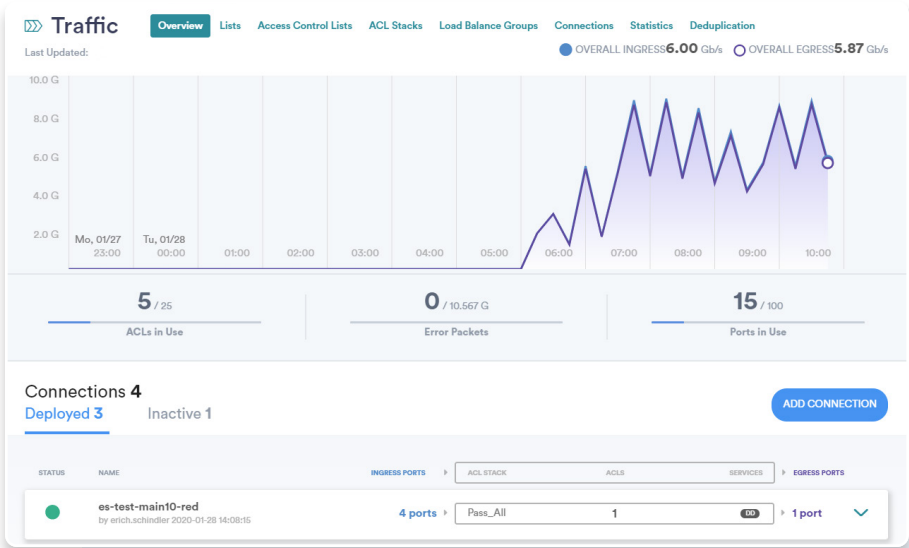 Traffic
Overview Lists Access Control Lists ACL Stacks Load Balance Groups Connections Statistics Deduplication
Last Updated:
OVERALL INGRESS 6.00 Gb/s OVERALL EGRESS 5.87 Gb/s
10.0 G
8.0 G
6.0 G
4.0 G
2.0 G
Mo, 01/27 Tu, 01/28
23:00 00:00 01:00 02:00 03:00 04:00 05:00 06:00 07:00 08:00 09:00 10:00
5 / 25 0 / 10.567 G 15 / 100
ACLs in Use Error Packets Ports in Use
Connections 4
Deployed 3 Inactive 1
ADD CONNECTION
STATUS NAME INGRESS PORTS ACL STACK ACLS SERVICES EGRESS PORTS
es-test-main10-red
by erich.schindler 2020-01-28 14:08:15
4 ports Pass_All 1 DD 1 port